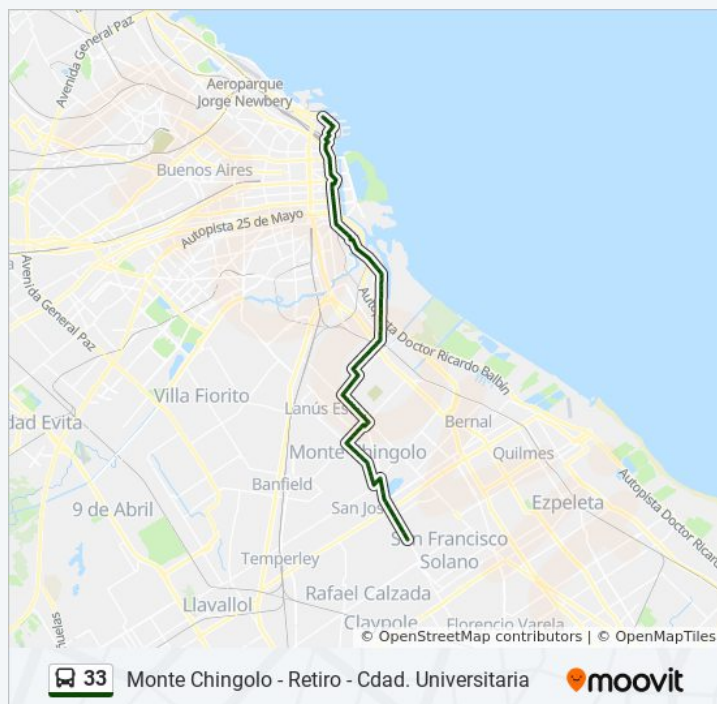 Avenida General Paz
Aeroparque
Jorge Newbery
Buenos Aires
Autopista 25 de Mayo
Avenida General Paz
Autopista Doctor Ricardo Balbín
Villa Fiorito
Lanús Es
dad Evita
Bernal
Monte Chingolo
Quilmes
Banfield
Autopista Doctor Ricard
9 de Abril
San Jos
Ezpeleta
San Francisco
Solano
Temperley
Rafael Calzada
Llavallol
Claypole
Florencio Varela
huelas
© OpenStreetMap contributors | © OpenMapTiles
33 Monte Chingolo - Retiro - Cdad. Universitaria moovit